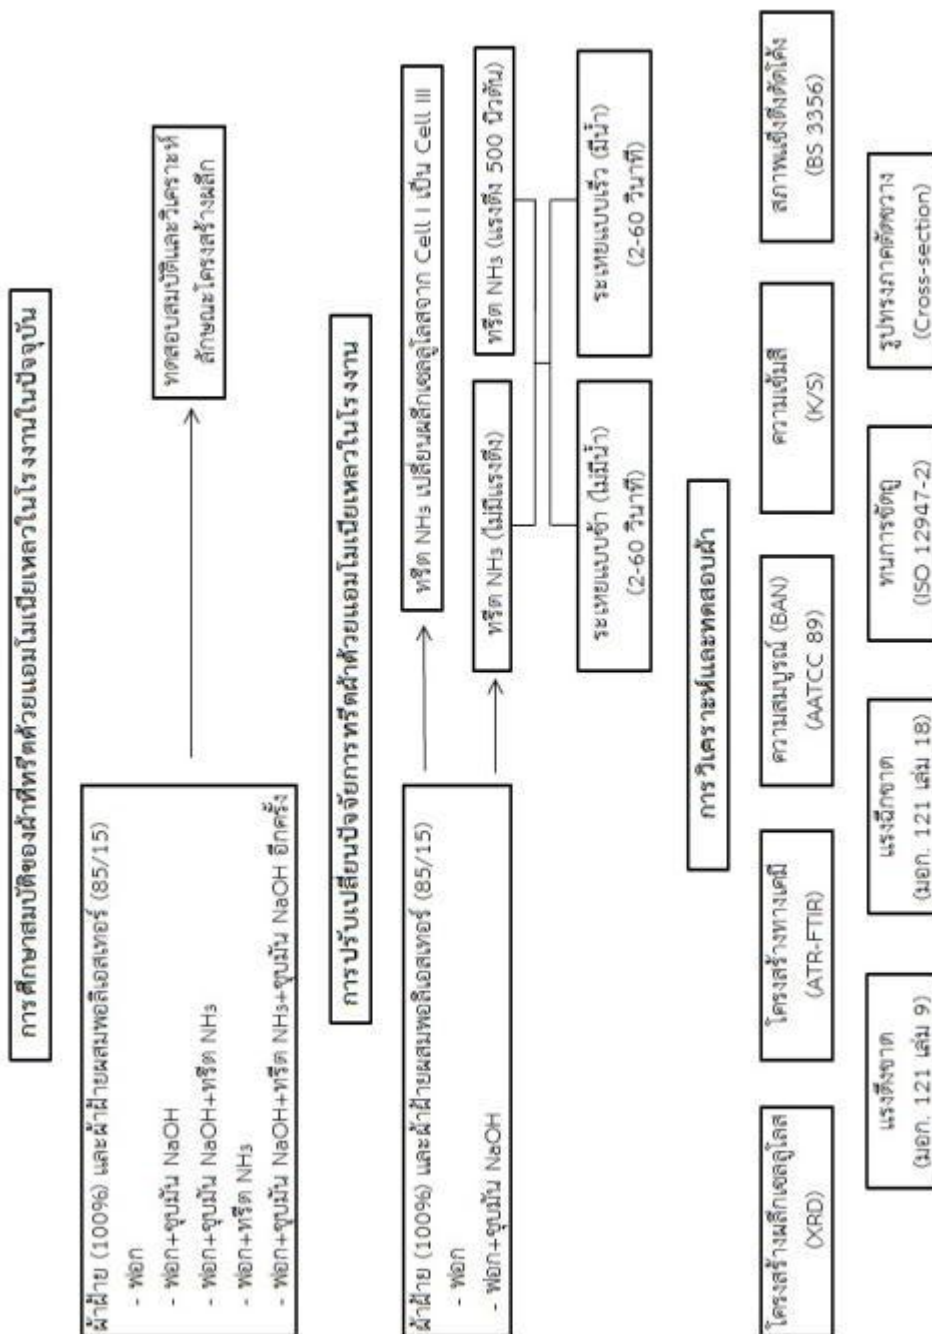 การศึกษาสมบัติของผ้าที่ทรีตด้วยแอมโมเนียเหลวในโรงงานในปัจจุบัน
ผ้าฝ้าย (100%) และผ้าฝ้ายผสมพอลิเอสเทอร์ (85/15)
- ฟอก
- ฟอก+ชุบมัน NaOH
- ฟอก+ชุบมัน NaOH+ทรีต NH₃
- ฟอก+ทรีต NH₃
- ฟอก+ชุบมัน NaOH+ทรีต NH₃+ชุบมัน NaOH อีกครั้ง
ทดสอบสมบัติและวิเคราะห์
ลักษณะโครงสร้างผลึก
การปรับเปลี่ยนปัจจัยการทรีตผ้าด้วยแอมโมเนียเหลวในโรงงาน
ผ้าฝ้าย (100%) และผ้าฝ้ายผสมพอลิเอสเทอร์ (85/15)
- ฟอก
- ฟอก+ชุบมัน NaOH
ทรีต NH₃ เปลี่ยนผลึกเซลลูโลสจาก Cell I เป็น Cell III
ทรีต NH₃ (ไม่มีแรงตึง)
ทรีต NH₃ (แรงตึง 500 นิวตัน)
ระเหยแบบช้า (ไม่มีน้ำ)
(2-60 วินาที)
ระเหยแบบเร็ว (มีน้ำ)
(2-60 วินาที)
การวิเคราะห์และทดสอบผ้า
โครงสร้างผลึกเซลลูโลส
(XRD)
โครงสร้างทางเคมี
(ATR-FTIR)
ความสมบูรณ์ (BAN)
(AATCC 89)
ความเข้มสี
(K/S)
สภาพแข็งตึงดัดโค้ง
(BS 3356)
แรงดึงขาด
(มอก. 121 เล่ม 9)
แรงฉีกขาด
(มอก. 121 เล่ม 18)
ทนการขัดถู
(ISO 12947-2)
รูปทรงภาคตัดขวาง
(Cross-section)